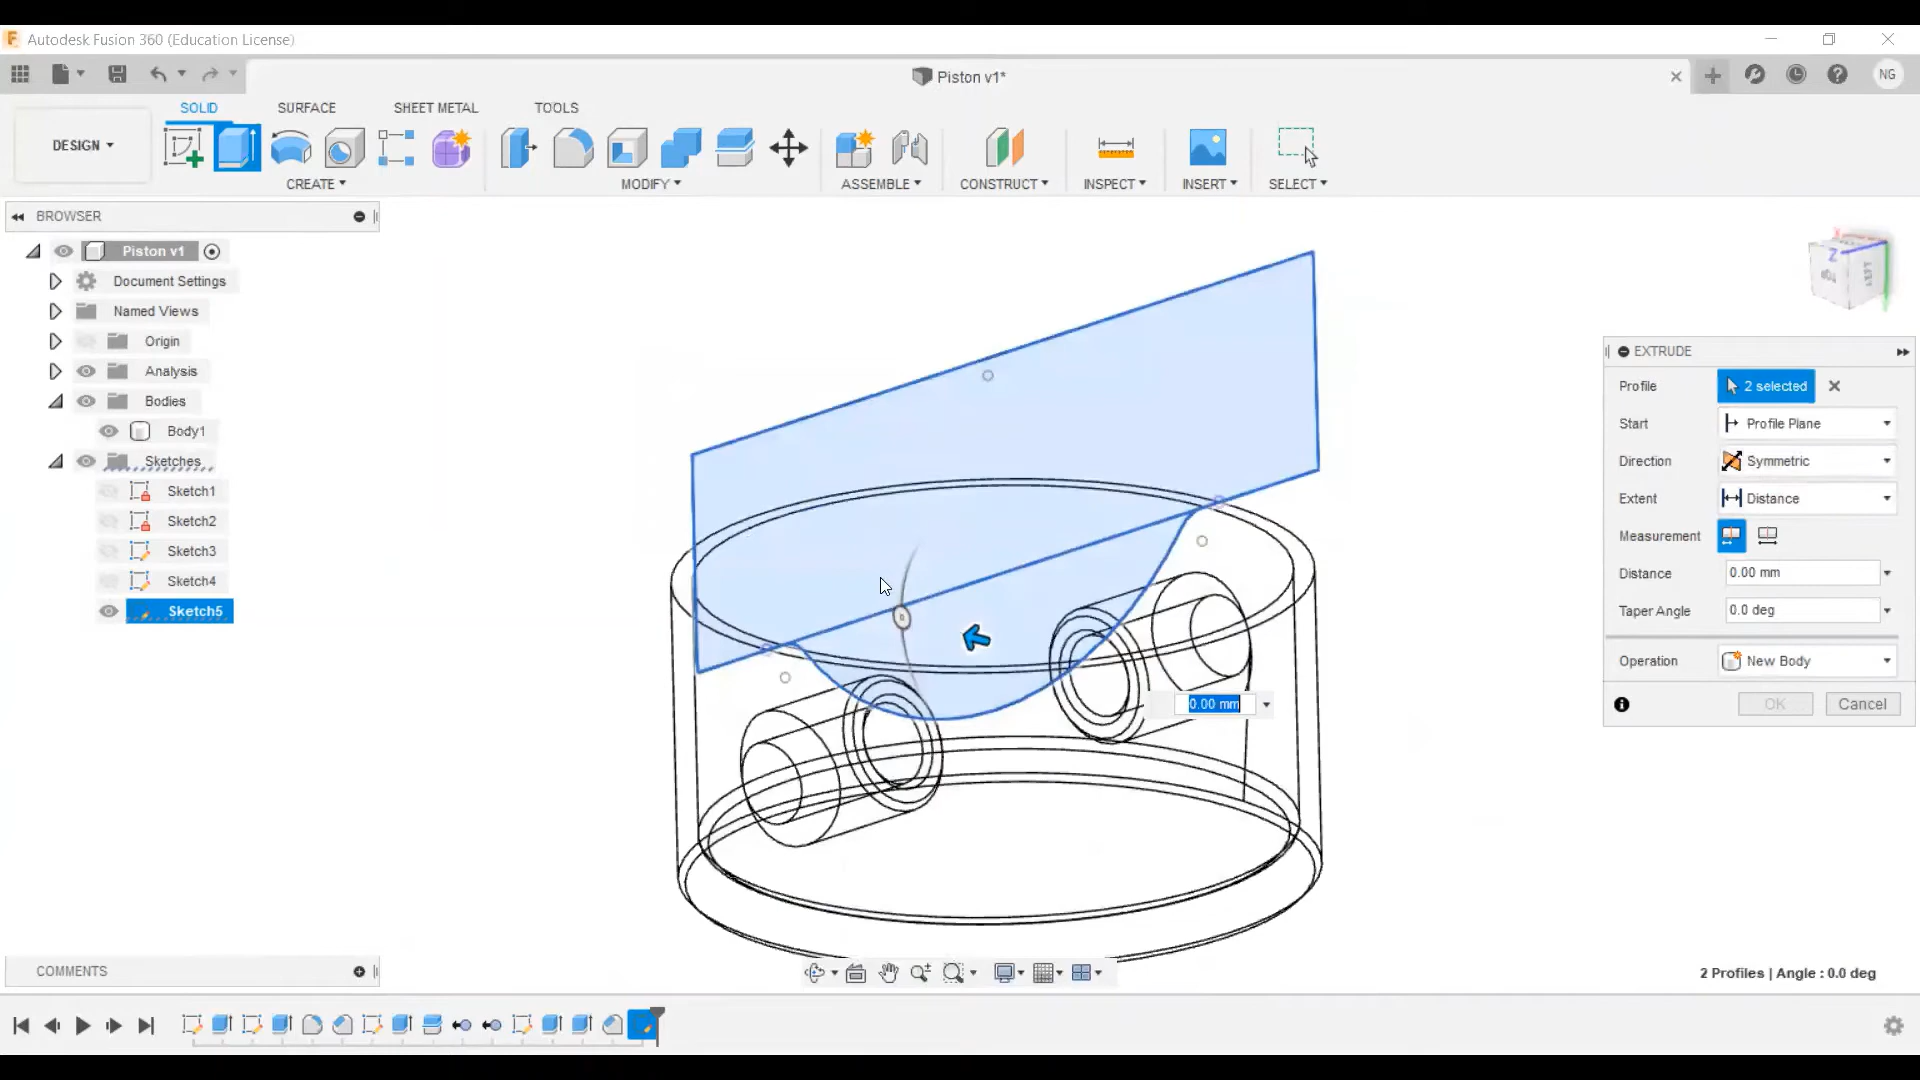 Autodesk Fusion 360 (Education License)
Piston v1*
NG
SOLID
SURFACE
SHEET METAL
TOOLS
DESIGN
CREATE
MODIFY
ASSEMBLE
CONSTRUCT
INSPECT
INSERT
SELECT
BROWSER
Piston v1
Document Settings
Named Views
Origin
Analysis
Bodies
Body1
Sketches
Sketch1
Sketch2
Sketch3
Sketch4
Sketch5
X
Z
TOP
LEFT
EXTRUDE
Profile 2 selected
Start Profile Plane
Direction Symmetric
Extent Distance
Measurement
Distance 0.00 mm
Taper Angle 0.0 deg
Operation New Body
OK Cancel
0.00 mm
COMMENTS
2 Profiles | Angle : 0.0 deg